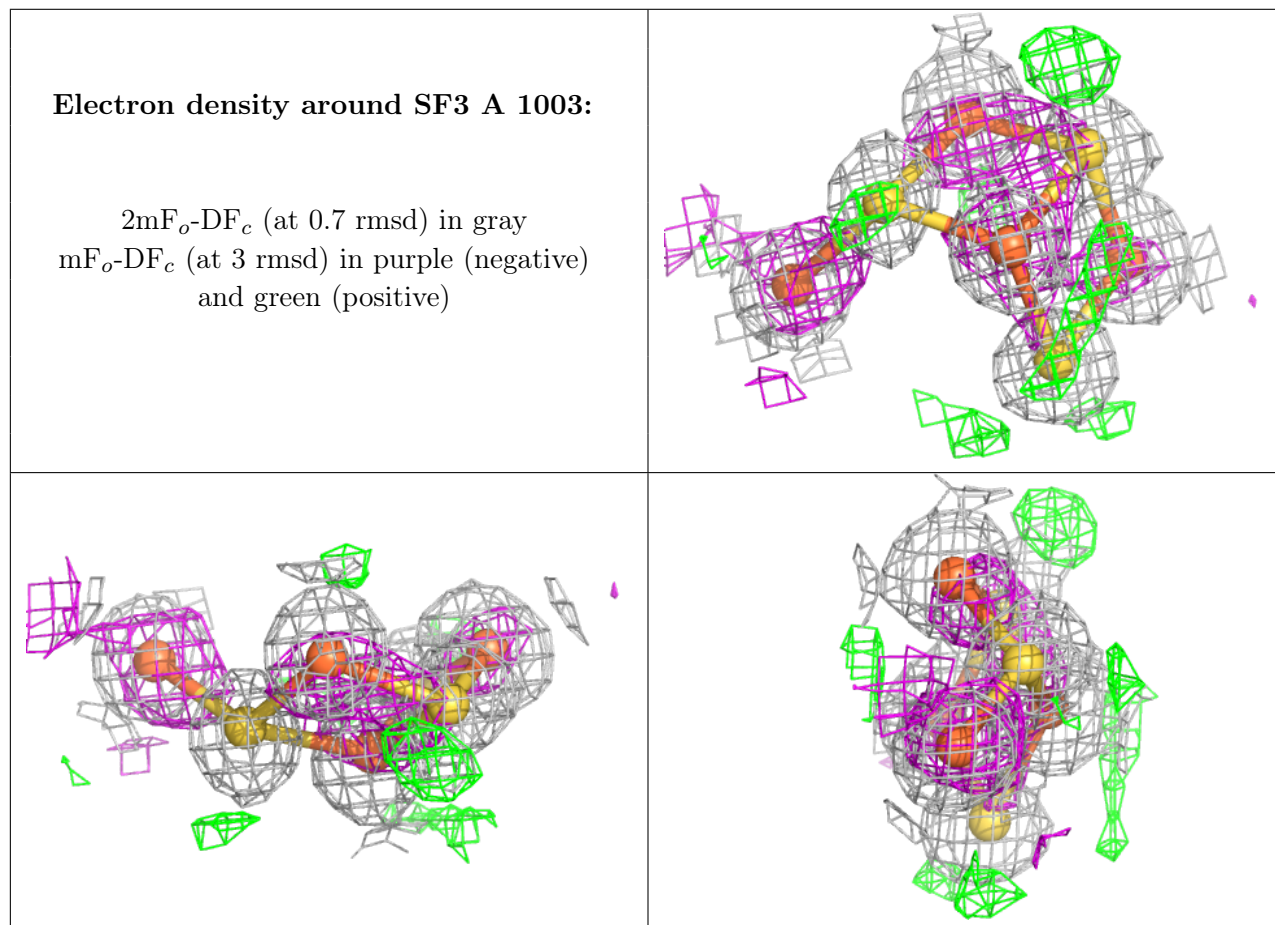 Electron density around SF3 A 1003:
2mFo-DFc (at 0.7 rmsd) in gray
mFo-DFc (at 3 rmsd) in purple (negative)
and green (positive)